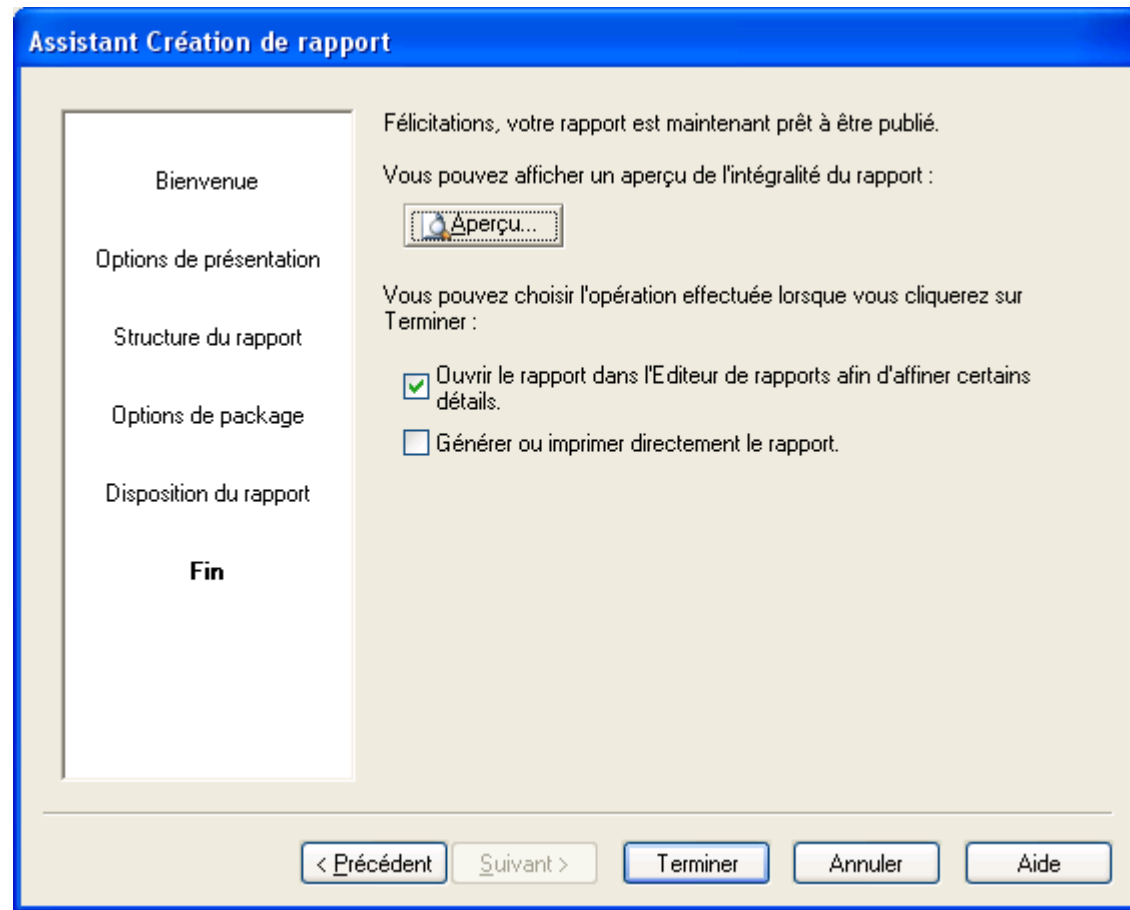 Assistant Création de rapport
Bienvenue
Options de présentation
Structure du rapport
Options de package
Disposition du rapport
Fin
Félicitations, votre rapport est maintenant prêt à être publié.
Vous pouvez afficher un aperçu de l'intégralité du rapport :
Aperçu...
Vous pouvez choisir l'opération effectuée lorsque vous cliquerez sur
Terminer :
Ouvrir le rapport dans l'Editeur de rapports afin d'affiner certains
détails.
Générer ou imprimer directement le rapport.
< Précédent
Suivant >
Terminer
Annuler
Aide